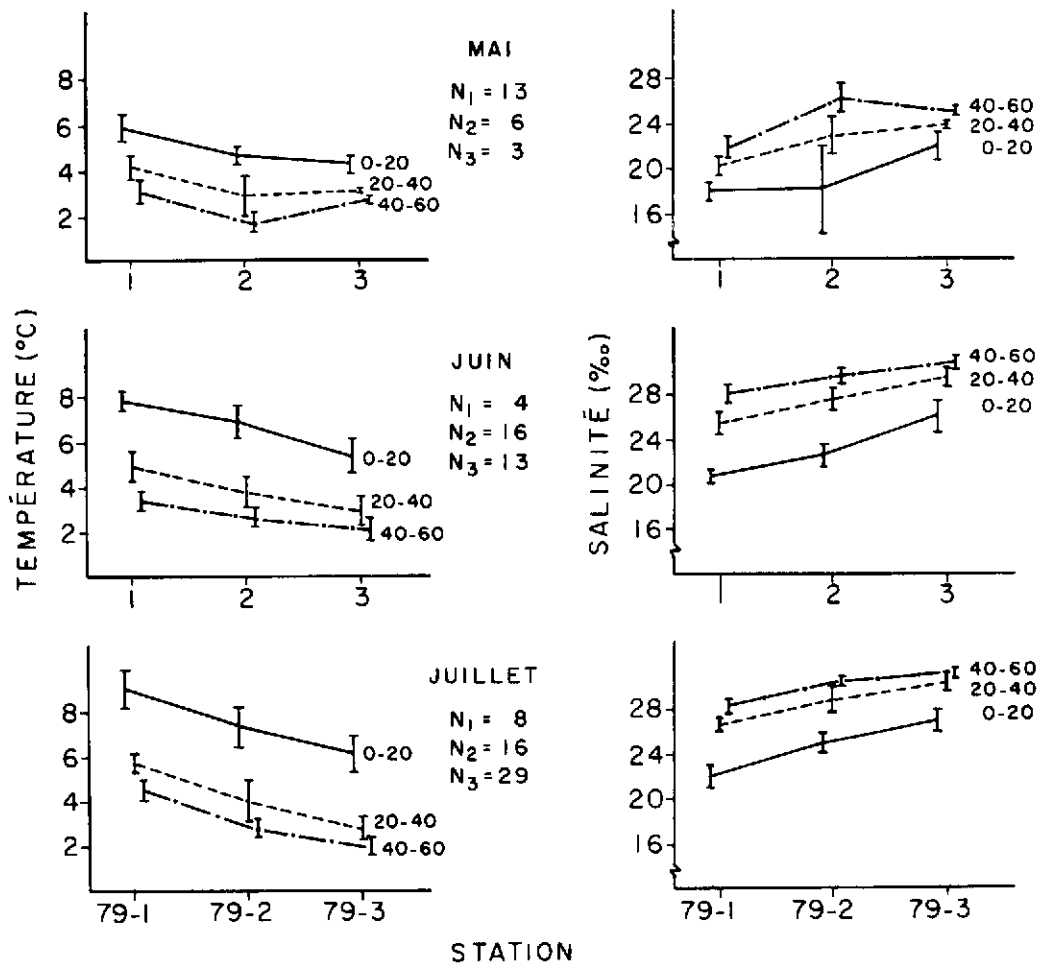 TEMPÉRATURE (°C)
SALINITÉ (‰)
MAI
N1 = 13
N2 = 6
N3 = 3
8
6
4
2
0-20
20-40
40-60
1 2 3
28
24
20
16
40-60
20-40
0-20
1 2 3
JUIN
N1 = 4
N2 = 16
N3 = 13
8
6
4
2
0-20
20-40
40-60
1 2 3
28
24
20
16
40-60
20-40
0-20
1 2 3
JUILLET
N1 = 8
N2 = 16
N3 = 29
8
6
4
2
0-20
20-40
40-60
79-1 79-2 79-3
28
24
20
16
40-60
20-40
0-20
79-1 79-2 79-3
STATION